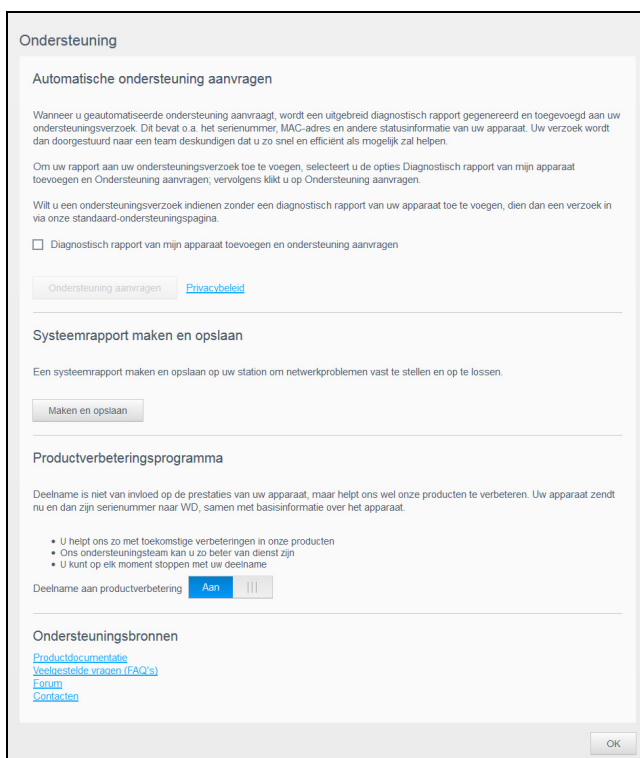 Ondersteuning
Automatische ondersteuning aanvragen
Wanneer u geautomatiseerde ondersteuning aanvraagt, wordt een uitgebreid diagnostisch rapport gegenereerd en toegevoegd aan uw
ondersteuningsverzoek. Dit bevat o.a. het serienummer, MAC-adres en andere statusinformatie van uw apparaat. Uw verzoek wordt
dan doorgestuurd naar een team deskundigen dat u zo snel en efficiënt als mogelijk zal helpen.
Om uw rapport aan uw ondersteuningsverzoek toe te voegen, selecteert u de opties Diagnostisch rapport van mijn apparaat
toevoegen en Ondersteuning aanvragen; vervolgens klikt u op Ondersteuning aanvragen.
Wilt u een ondersteuningsverzoek indienen zonder een diagnostisch rapport van uw apparaat toe te voegen, dien dan een verzoek in
via onze standaard-ondersteuningspagina.
Diagnostisch rapport van mijn apparaat toevoegen en ondersteuning aanvragen
Ondersteuning aanvragen Privacybeleid
Systeemrapport maken en opslaan
Een systeemrapport maken en opslaan op uw station om netwerkproblemen vast te stellen en op te lossen.
Maken en opslaan
Productverbeteringsprogramma
Deelname is niet van invloed op de prestaties van uw apparaat, maar helpt ons wel onze producten te verbeteren. Uw apparaat zendt
nu en dan zijn serienummer naar WD, samen met basisinformatie over het apparaat.
• U helpt ons zo met toekomstige verbeteringen in onze producten
• Ons ondersteuningsteam kan u zo beter van dienst zijn
• U kunt op elk moment stoppen met uw deelname
Deelname aan productverbetering Aan
Ondersteuningsbronnen
Productdocumentatie
Veelgestelde vragen (FAQ's)
Forum
Contacten
OK